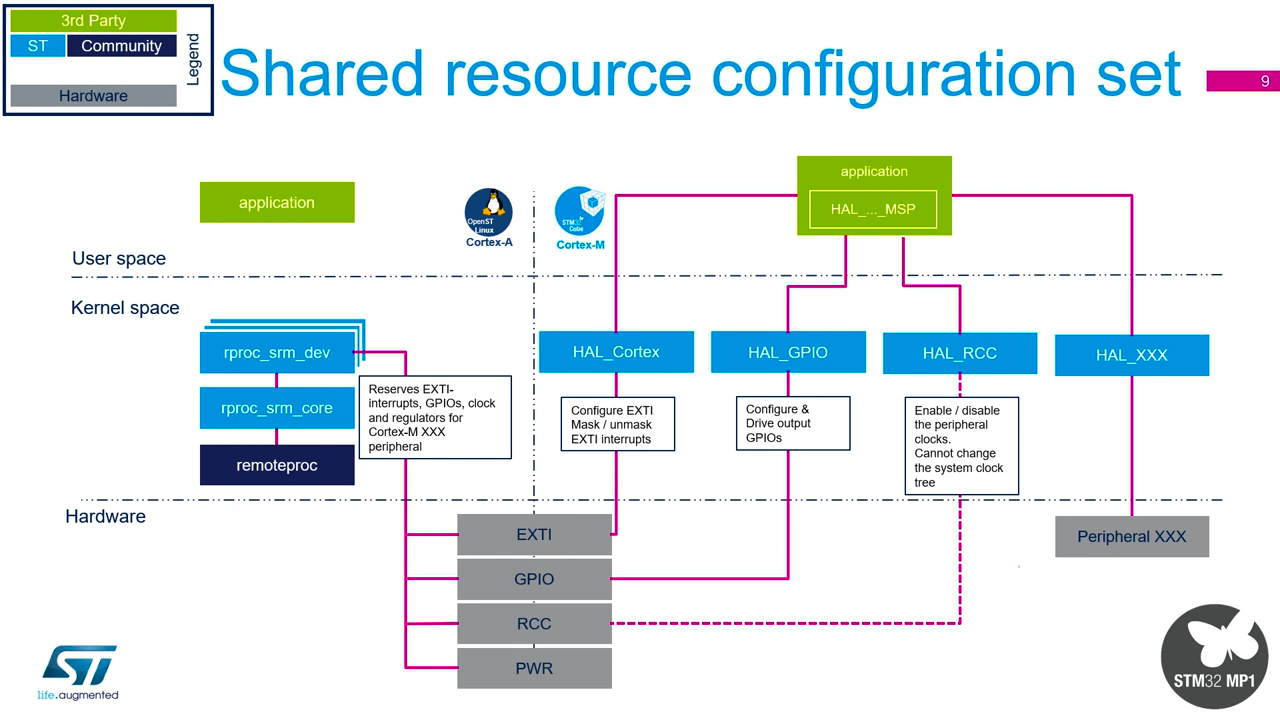 3rd Party
ST
Community
Hardware
Legend
Shared resource configuration set
9
application
OpenST
Linux
Cortex-A
STM32
Cube
Cortex-M
application
HAL_..._MSP
User space
Kernel space
rproc_srm_dev
rproc_srm_core
remoteproc
Reserves EXTI-
interrupts, GPIOs, clock
and regulators for
Cortex-M XXX
peripheral
HAL_Cortex
HAL_GPIO
HAL_RCC
HAL_XXX
Configure EXTI
Mask / unmask
EXTI interrupts
Configure &
Drive output
GPIOs
Enable / disable
the peripheral
clocks.
Cannot change
the system clock
tree
Hardware
EXTI
GPIO
RCC
PWR
Peripheral XXX
ST
life.augmented
STM32 MP1